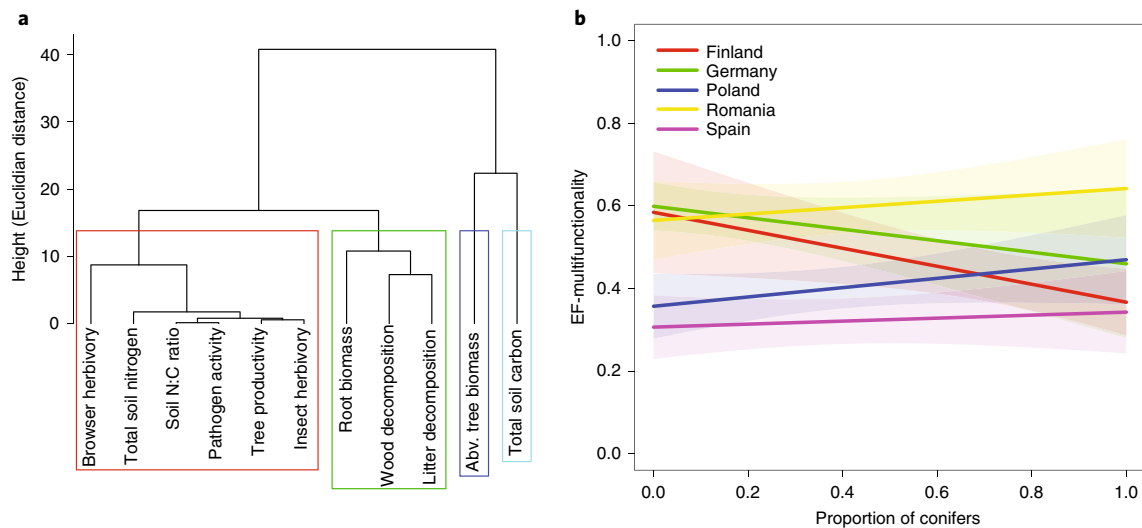 a
Height (Euclidian distance)
40
30
20
10
0
Browser herbivory
Total soil nitrogen
Soil N:C ratio
Pathogen activity
Tree productivity
Insect herbivory
Root biomass
Wood decomposition
Litter decomposition
Abv. tree biomass
Total soil carbon
b
EF-multifunctionality
1.0
0.8
0.6
0.4
0.2
0.0
Finland
Germany
Poland
Romania
Spain
0.0 0.2 0.4 0.6 0.8 1.0
Proportion of conifers